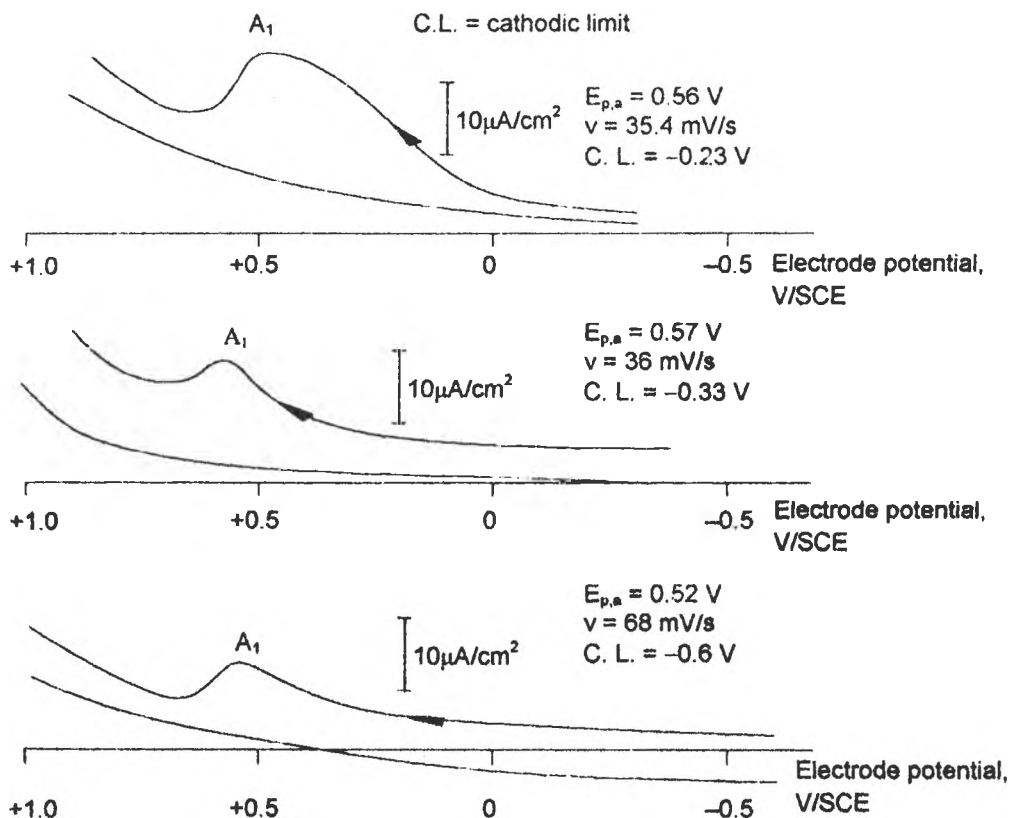 A₁
C.L. = cathodic limit
10µA/cm²
Eₚ,ₐ = 0.56 V
v = 35.4 mV/s
C. L. = –0.23 V
+1.0 +0.5 0 –0.5 Electrode potential,
V/SCE
A₁
10µA/cm²
Eₚ,ₐ = 0.57 V
v = 36 mV/s
C. L. = –0.33 V
+1.0 +0.5 0 –0.5 Electrode potential,
V/SCE
A₁
10µA/cm²
Eₚ,ₐ = 0.52 V
v = 68 mV/s
C. L. = –0.6 V
+1.0 +0.5 0 –0.5 Electrode potential,
V/SCE